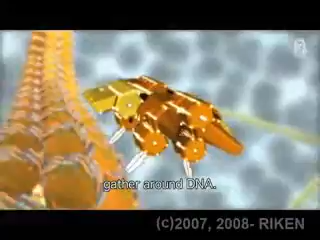 gather around DNA.
(c)2007, 2008- RIKEN